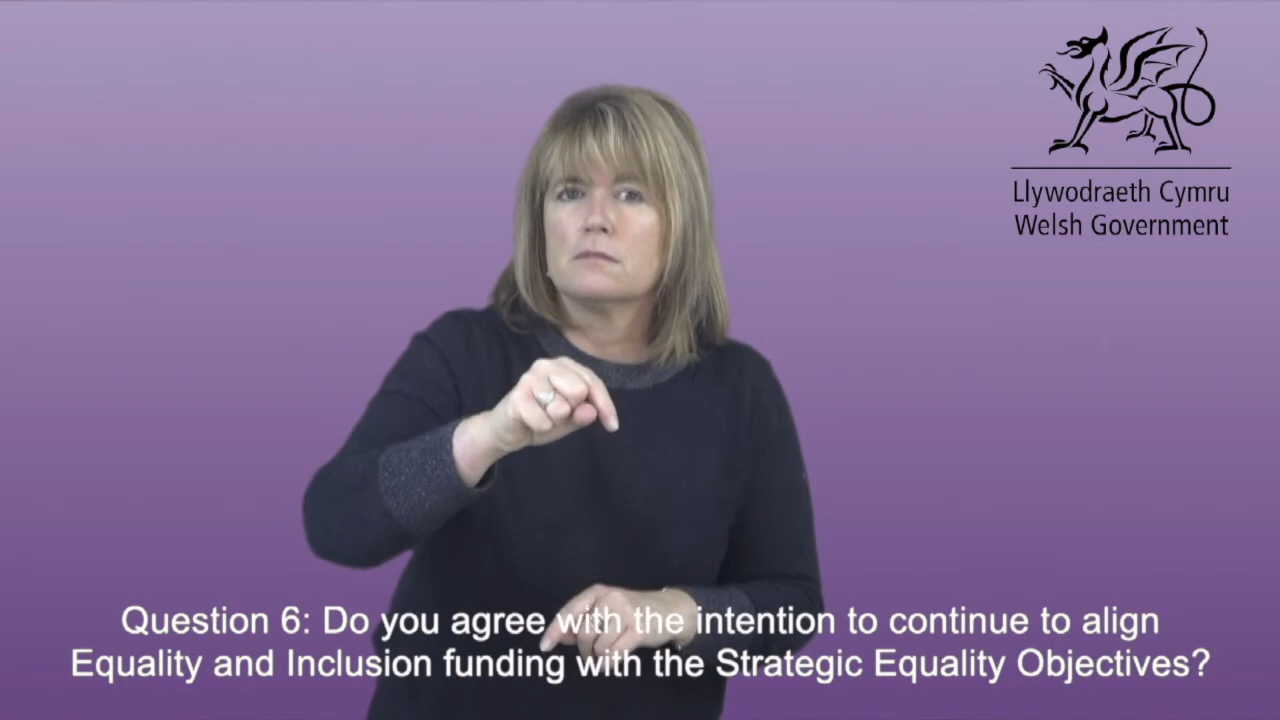 Llywodraeth Cymru
Welsh Government
Question 6: Do you agree with the intention to continue to align
Equality and Inclusion funding with the Strategic Equality Objectives?